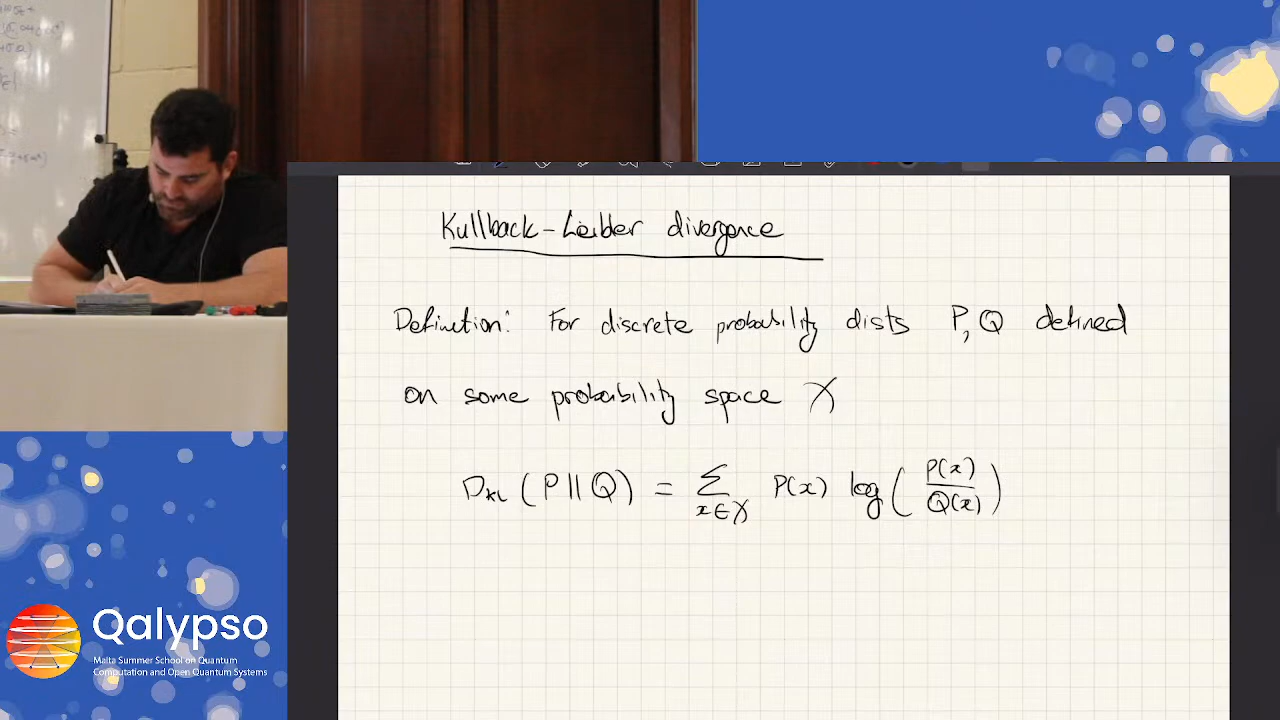 Kullback-Leibler divergence
Definition: For discrete probability dists P, Q defined
on some probability space X
D_KL (P || Q) = Σ_{x∈X} P(x) log( P(x) / Q(x) )
Qalypso
Malta Summer School on Quantum
Computation and Open Quantum Systems